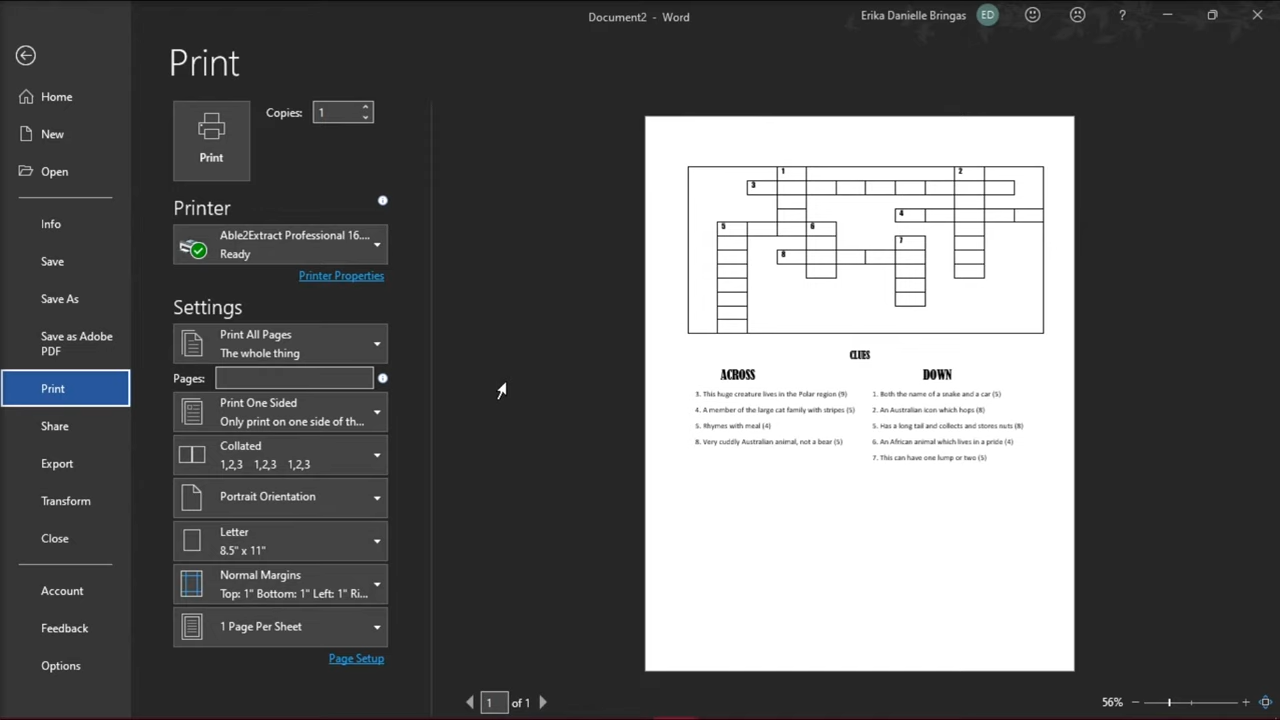 Document2 - Word
Erika Danielle Bringas
ED
?
Home
New
Open
Info
Save
Save As
Save as Adobe
PDF
Print
Share
Export
Transform
Close
Account
Feedback
Options
Print
Print
Copies: 1
Printer
Able2Extract Professional 16....
Ready
Printer Properties
Settings
Print All Pages
The whole thing
Pages:
Print One Sided
Only print on one side of th...
Collated
1,2,3 1,2,3 1,2,3
Portrait Orientation
Letter
8.5" x 11"
Normal Margins
Top: 1" Bottom: 1" Left: 1" Ri...
1 Page Per Sheet
Page Setup
1 2
3
4
5 6
7
8
CLUES
ACROSS
3. This huge creature lives in the Polar region (9)
4. A member of the large cat family with stripes (5)
5. Rhymes with meal (4)
8. Very cuddly Australian animal, not a bear (5)
DOWN
1. Both the name of a snake and a car (5)
2. An Australian icon which hops (8)
5. Has a long tail and collects and stores nuts (8)
6. An African animal which lives in a pride (4)
7. This can have one lump or two (5)
1 of 1
56%